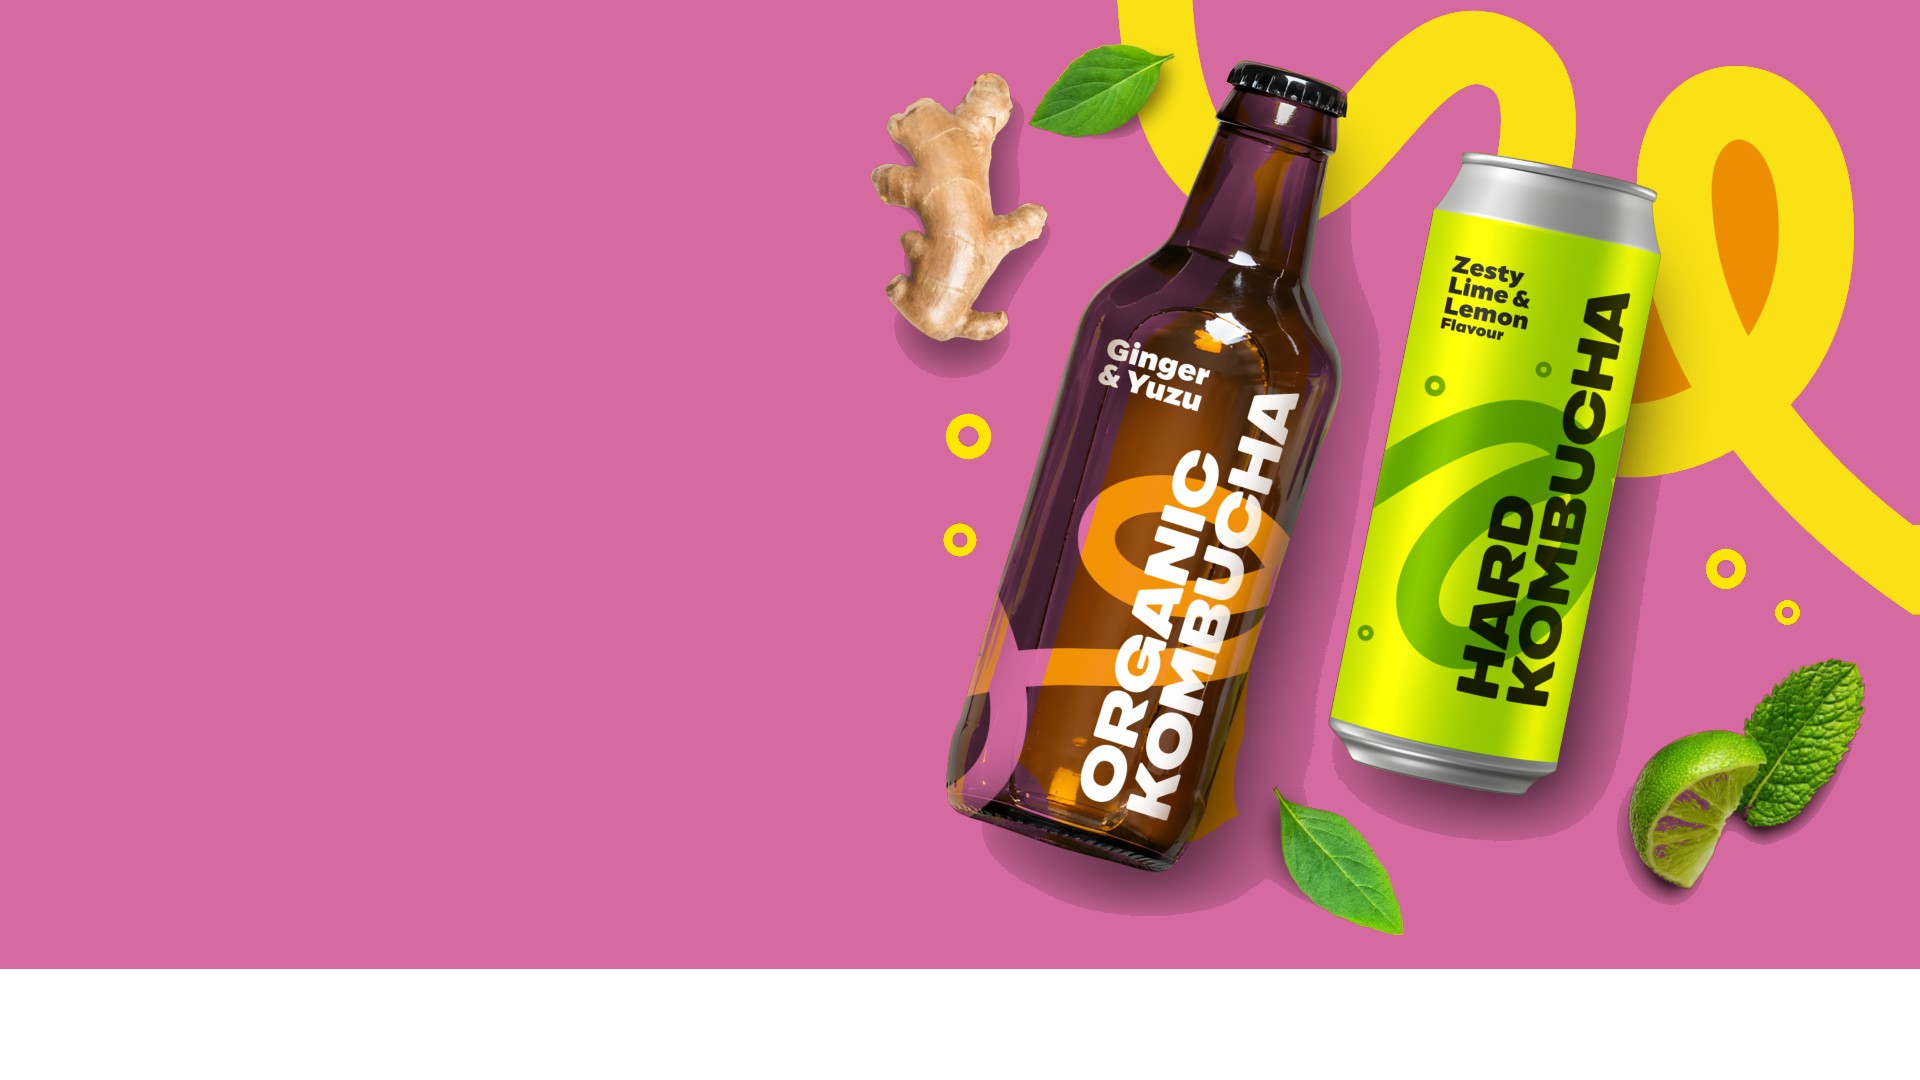 Ginger
& Yuzu
ORGANIC
KOMBUCHA
Zesty
Lime &
Lemon
Flavour
HARD
KOMBUCHA